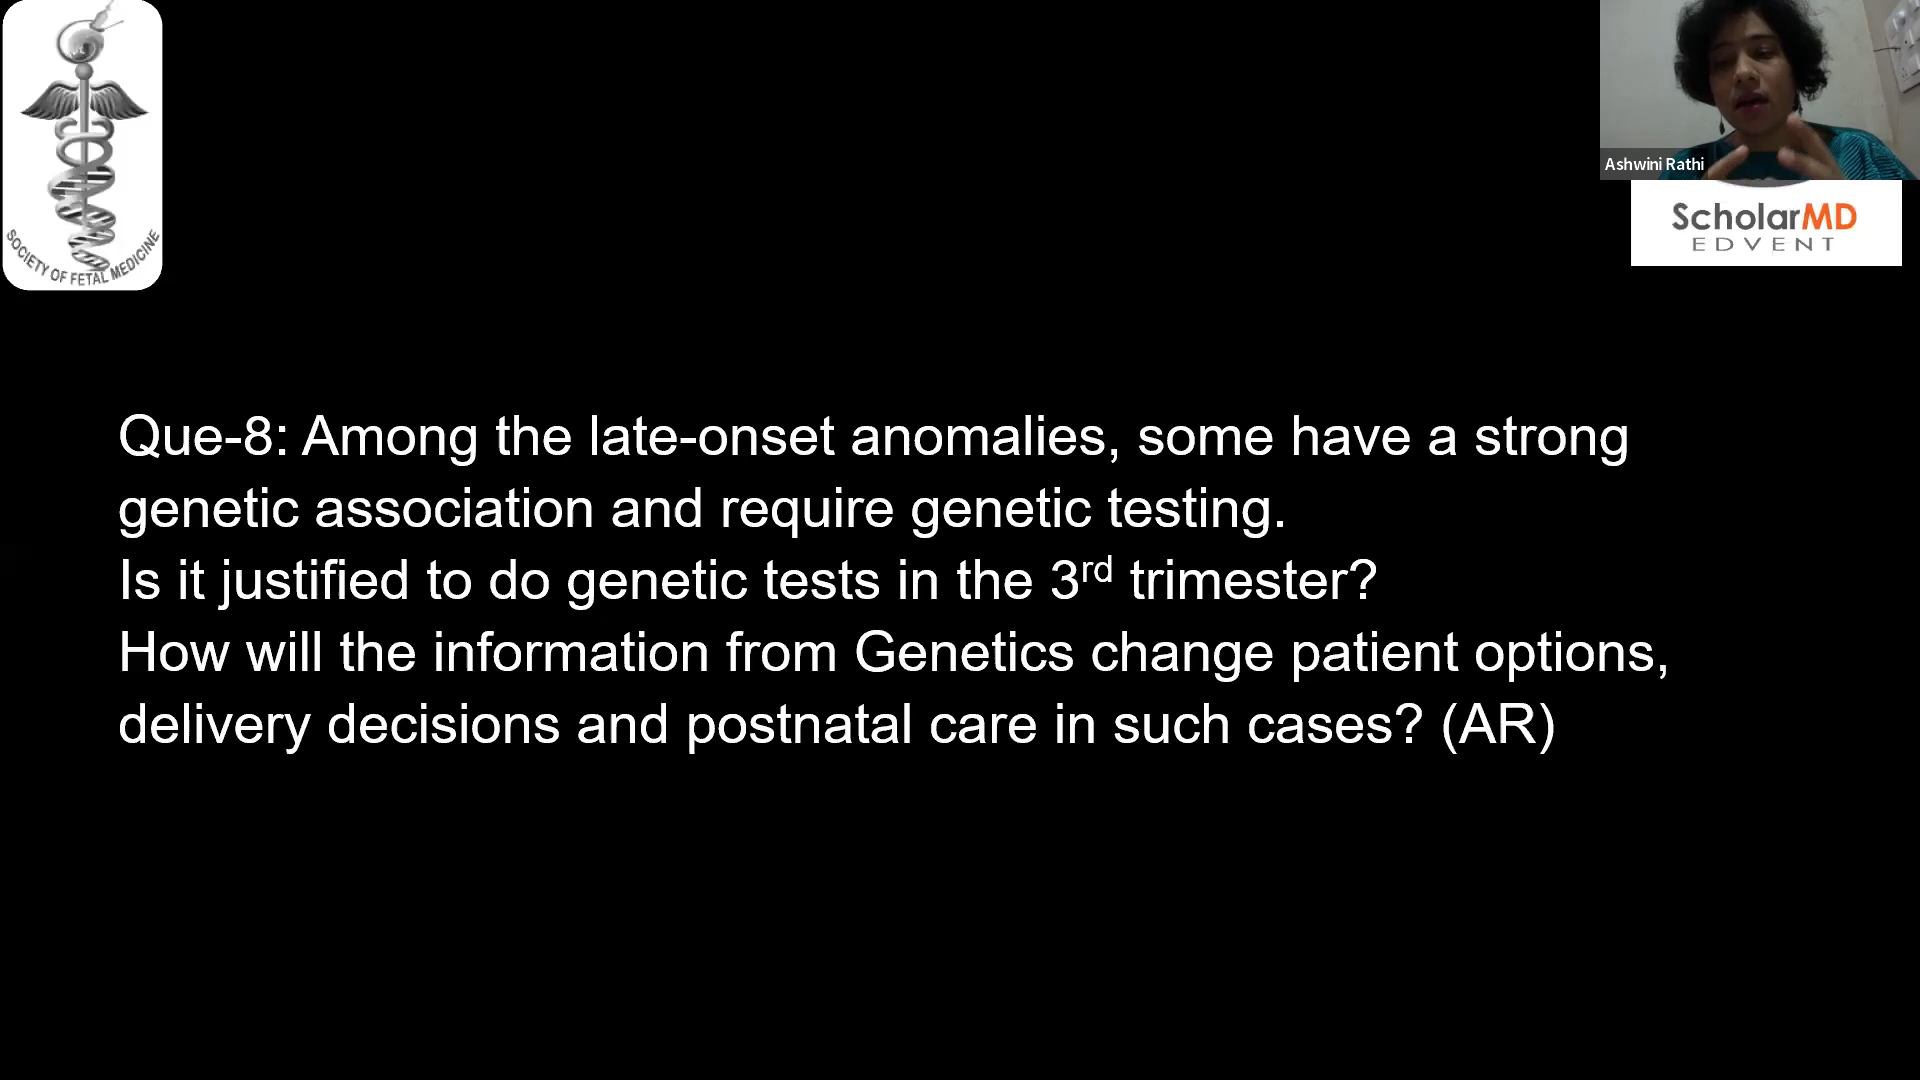 SOCIETY OF FETAL MEDICINE
Ashwini Rathi
ScholarMD
EDVENT
Que-8: Among the late-onset anomalies, some have a strong
genetic association and require genetic testing.
Is it justified to do genetic tests in the 3rd trimester?
How will the information from Genetics change patient options,
delivery decisions and postnatal care in such cases? (AR)